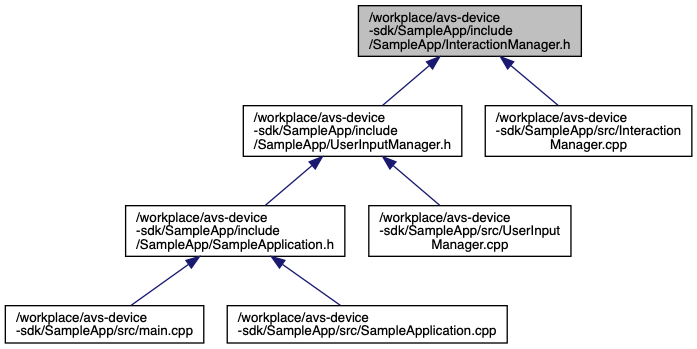 /workplace/avs-device
-sdk/SampleApp/include
/SampleApp/InteractionManager.h
/workplace/avs-device
-sdk/SampleApp/include
/SampleApp/UserInputManager.h
/workplace/avs-device
-sdk/SampleApp/src/Interaction
Manager.cpp
/workplace/avs-device
-sdk/SampleApp/include
/SampleApp/SampleApplication.h
/workplace/avs-device
-sdk/SampleApp/src/UserInput
Manager.cpp
/workplace/avs-device
-sdk/SampleApp/src/main.cpp
/workplace/avs-device
-sdk/SampleApp/src/SampleApplication.cpp